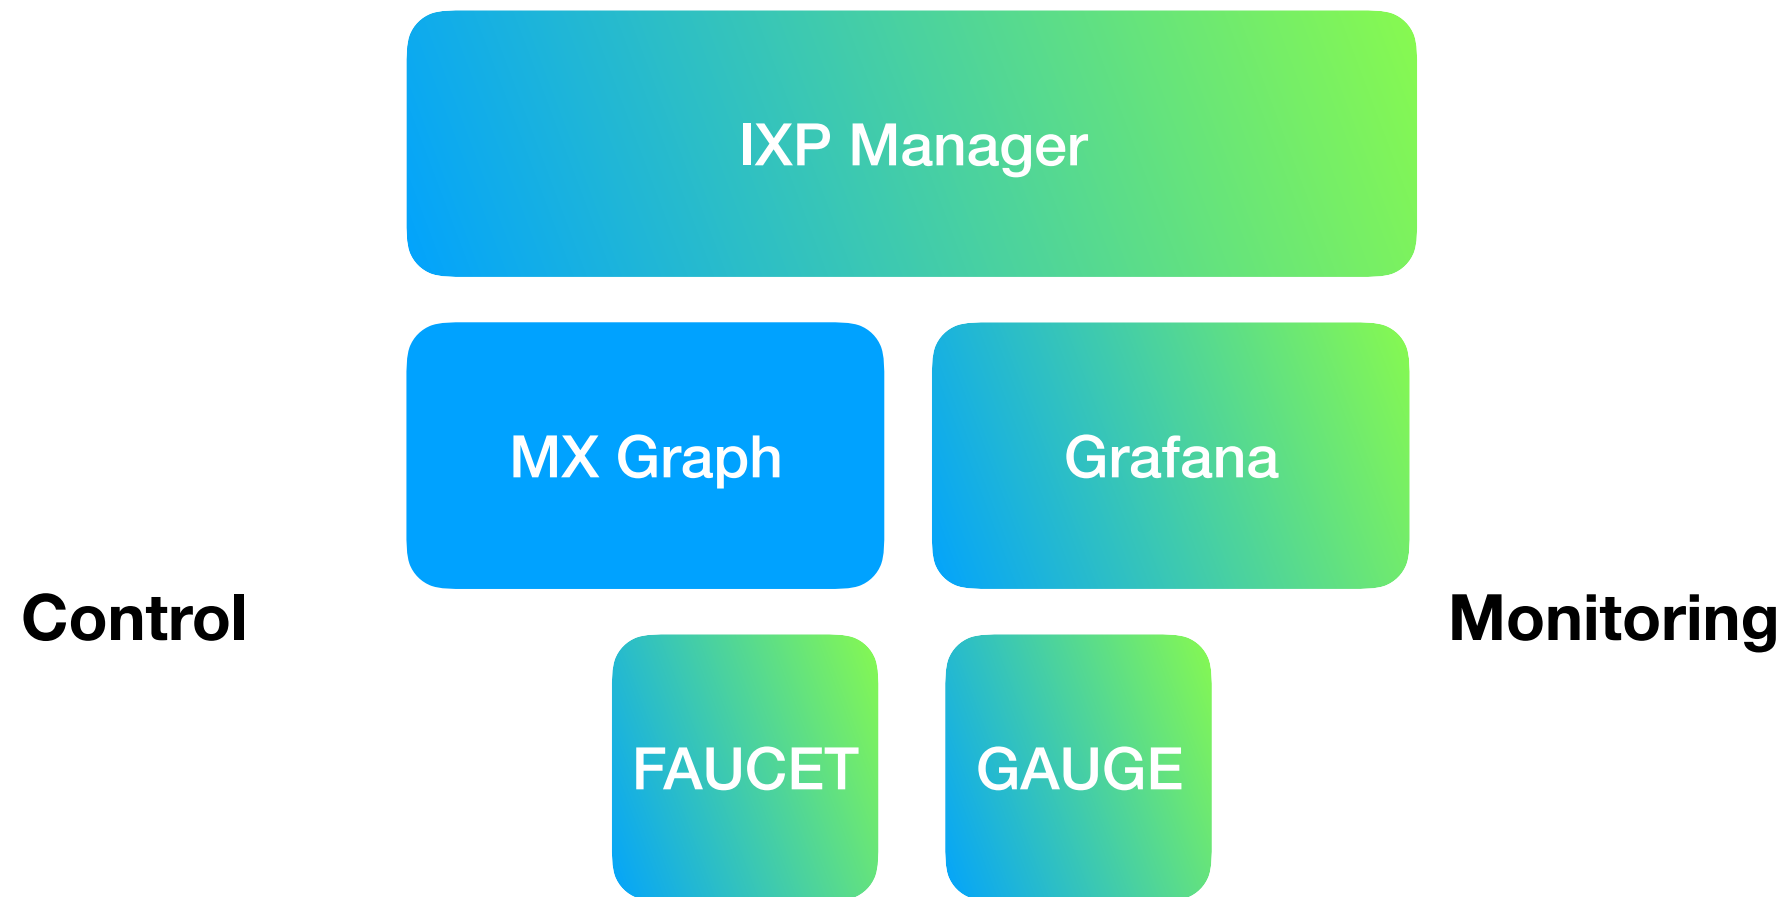 IXP Manager
MX Graph
Grafana
Control
Monitoring
FAUCET
GAUGE